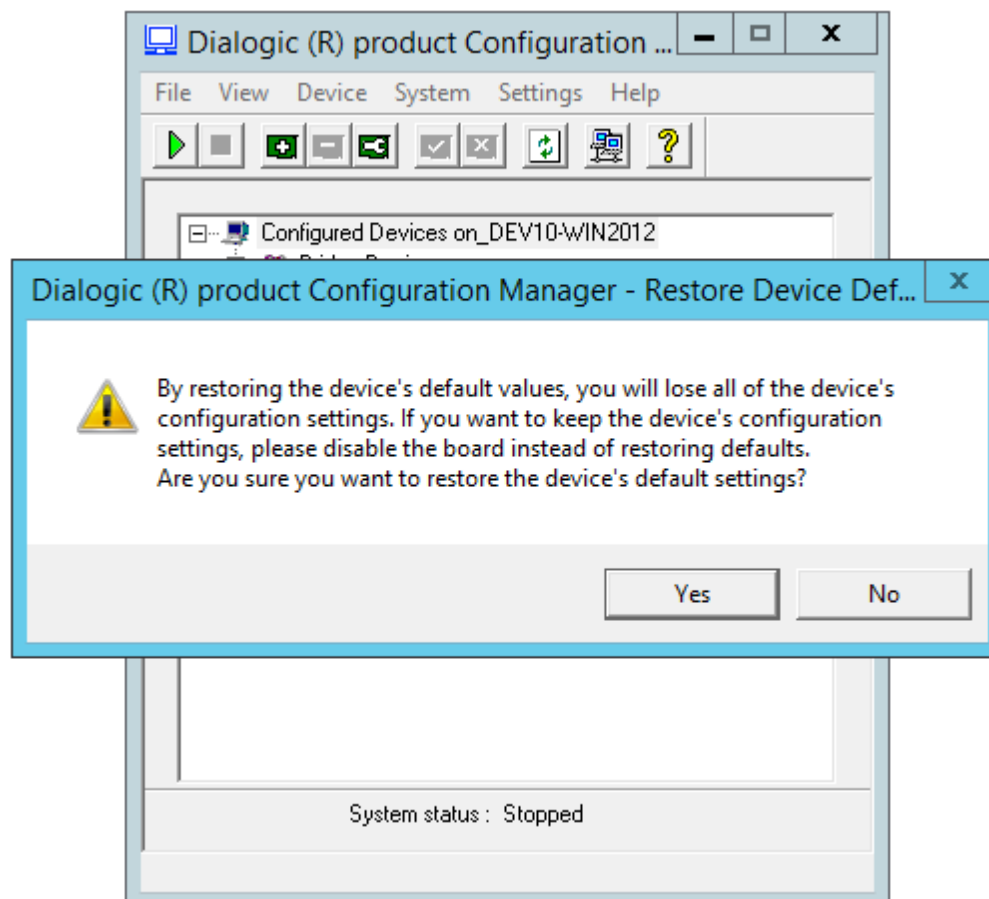 Dialogic (R) product Configuration ...
File View Device System Settings Help
Configured Devices on_DEV10-WIN2012
Dialogic (R) product Configuration Manager - Restore Device Def...
By restoring the device's default values, you will lose all of the device's
configuration settings. If you want to keep the device's configuration
settings, please disable the board instead of restoring defaults.
Are you sure you want to restore the device's default settings?
Yes No
System status : Stopped